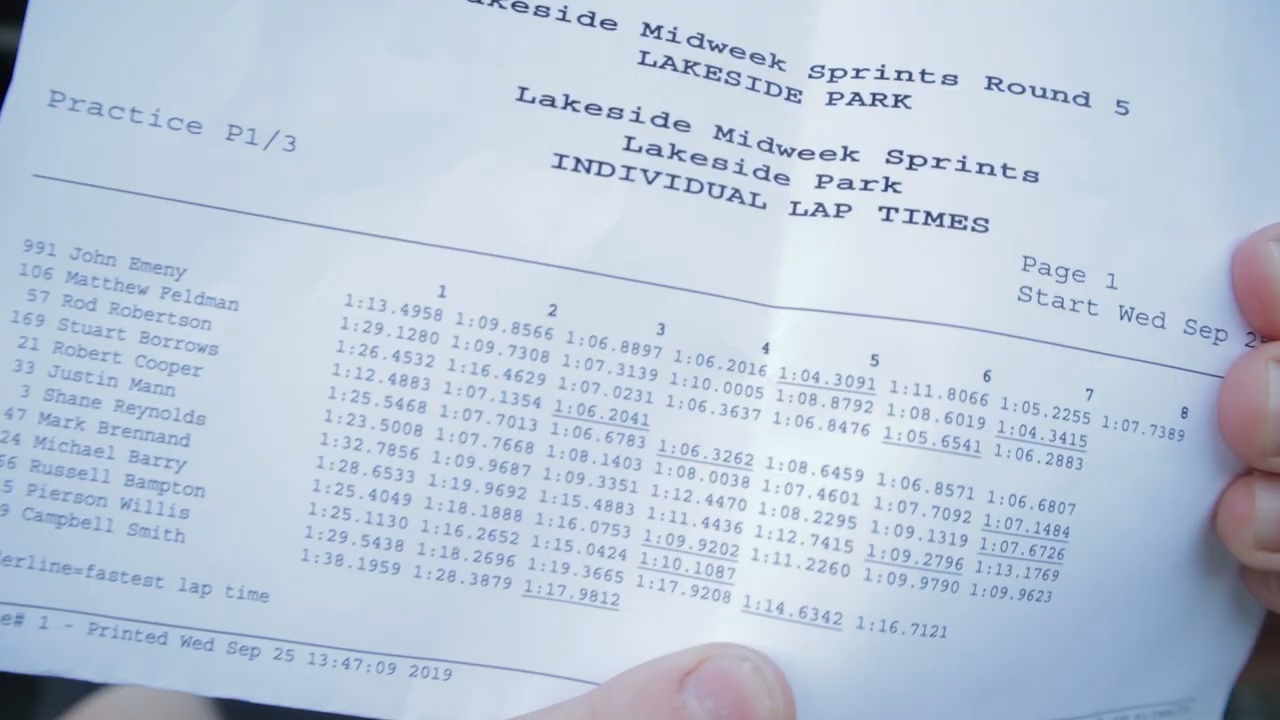 Midweek Sprints Round 5
LAKESIDE PARK
Lakeside Midweek Sprints
Lakeside Park
Practice P1/3
INDIVIDUAL LAP TIMES
Page 1
Start Wed Sep
1 2 3 4 5 6 7 8
991 John Emeny 1:13.4958 1:09.8566 1:06.8897 1:06.2016 1:04.3091 1:11.8066 1:05.2255 1:07.7389
106 Matthew Feldman 1:29.1280 1:09.7308 1:07.3139 1:10.0005 1:08.8792 1:08.6019 1:04.3415
57 Rod Robertson 1:26.4532 1:16.4629 1:07.0231 1:06.3637 1:06.8476 1:05.6541 1:06.2883
169 Stuart Borrows 1:12.4883 1:07.1354 1:06.2041
21 Robert Cooper 1:25.5468 1:07.7013 1:06.6783 1:06.3262 1:08.6459 1:06.8571 1:06.6807
33 Justin Mann 1:23.5008 1:07.7668 1:08.1403 1:08.0038 1:07.4601 1:07.7092 1:07.1484
3 Shane Reynolds 1:32.7856 1:09.9687 1:09.3351 1:12.4470 1:08.2295 1:09.1319 1:07.6726
47 Mark Brennand 1:28.6533 1:19.9692 1:15.4883 1:11.4436 1:12.7415 1:09.2796 1:13.1769
24 Michael Barry 1:25.4049 1:18.1888 1:16.0753 1:09.9202 1:11.2260 1:09.9790 1:09.9623
Russell Bampton 1:25.1130 1:16.2652 1:15.0424 1:10.1087
5 Pierson Willis 1:29.5438 1:18.2696 1:19.3665 1:17.9208 1:14.6342 1:16.7121
9 Campbell Smith 1:38.1959 1:28.3879 1:17.9812
erline=fastest lap time
e# 1 - Printed Wed Sep 25 13:47:09 2019